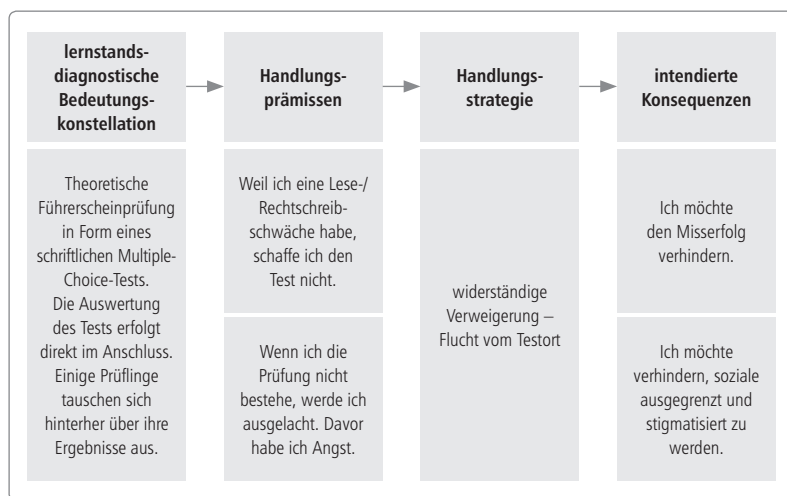 lernstands-
diagnostische
Bedeutungs-
konstellation
Handlungs-
prämissen
Handlungs-
strategie
intendierte
Konsequenzen
Theoretische
Führerscheinprüfung
in Form eines
schriftlichen Multiple-
Choice-Tests.
Die Auswertung
des Tests erfolgt
direkt im Anschluss.
Einige Prüflinge
tauschen sich
hinterher über ihre
Ergebnisse aus.
Weil ich eine Lese-/
Rechtschreib-
schwäche habe,
schaffe ich den
Test nicht.
Wenn ich die
Prüfung nicht
bestehe, werde ich
ausgelacht. Davor
habe ich Angst.
widerständige
Verweigerung –
Flucht vom Testort
Ich möchte
den Misserfolg
verhindern.
Ich möchte
verhindern, soziale
ausgegrenzt und
stigmatisiert zu
werden.